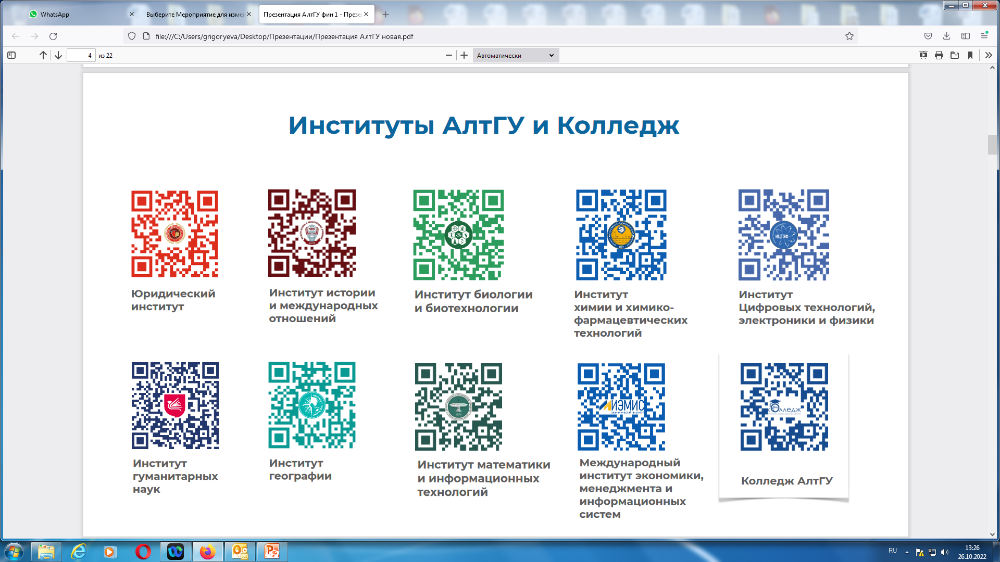 WhatsApp
Выберите Мероприятие для измен
Презентация АлтГУ фин 1 - Презе
file:///C:/Users/grigoryeva/Desktop/Презентации/Презентация АлтГУ новая.pdf
4 из 22
Автоматически
Институты АлтГУ и Колледж
ИЦТЭФ
Юридический
институт
Институт истории
и международных
отношений
Институт биологии
и биотехнологии
Институт
химии и химико-
фармацевтических
технологий
Институт
Цифровых технологий,
электроники и физики
ИЭМИС
экономический институт
Колледж
Институт
гуманитарных
наук
Институт
географии
Институт математики
и информационных
технологий
Международный
институт экономики,
менеджмента и
информационных
систем
Колледж АлтГУ
RU
13:26
26.10.2022